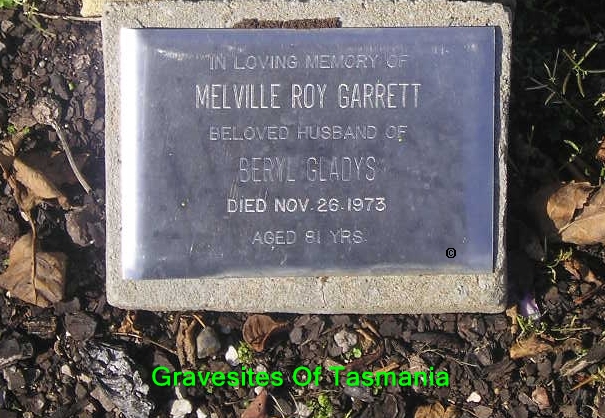 IN LOVING MEMORY OF
MELVILLE ROY GARRETT
BELOVED HUSBAND OF
BERYL GLADYS
DIED NOV. 26. 1973
AGED 81 YRS.
©
Gravesites Of Tasmania